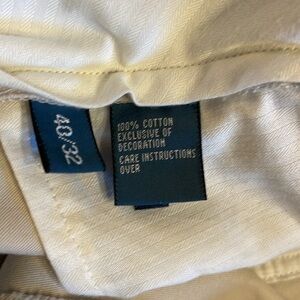 40/32
100% COTTON
EXCLUSIVE OF
DECORATION
CARE INSTRUCTIONS
OVER